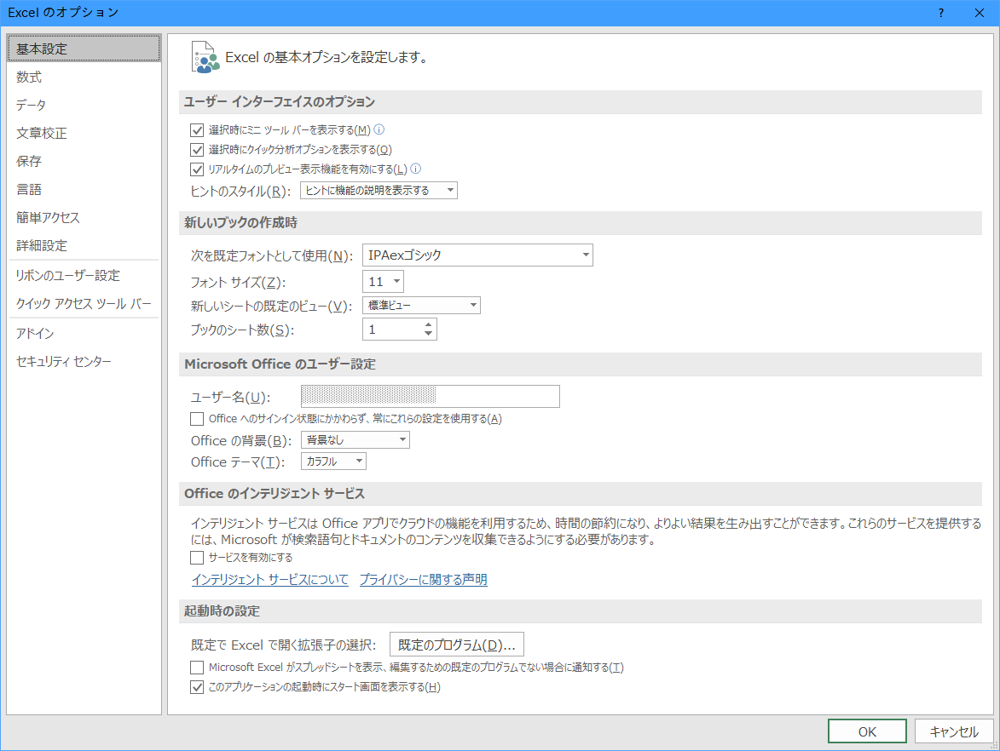 Excel のオプション
?
基本設定
数式
データ
文章校正
保存
言語
簡単アクセス
詳細設定
リボンのユーザー設定
クイック アクセス ツール バー
アドイン
セキュリティ センター
Excel の基本オプションを設定します。
ユーザー インターフェイスのオプション
選択時にミニ ツール バーを表示する(M)
選択時にクイック分析オプションを表示する(Q)
リアルタイムのプレビュー表示機能を有効にする(L)
ヒントのスタイル(R): ヒントに機能の説明を表示する
新しいブックの作成時
次を既定フォントとして使用(N): IPAexゴシック
フォント サイズ(Z): 11
新しいシートの既定のビュー(V): 標準ビュー
ブックのシート数(S): 1
Microsoft Office のユーザー設定
ユーザー名(U):
Office へのサインイン状態にかかわらず、常にこれらの設定を使用する(A)
Office の背景(B): 背景なし
Office テーマ(T): カラフル
Office のインテリジェント サービス
インテリジェント サービスは Office アプリでクラウドの機能を利用するため、時間の節約になり、よりよい結果を生み出すことができます。これらのサービスを提供する
には、Microsoft が検索語句とドキュメントのコンテンツを収集できるようにする必要があります。
サービスを有効にする
インテリジェント サービスについて プライバシーに関する声明
起動時の設定
既定で Excel で開く拡張子の選択: 既定のプログラム(D)...
Microsoft Excel がスプレッドシートを表示、編集するための既定のプログラムでない場合に通知する(T)
このアプリケーションの起動時にスタート画面を表示する(H)
OK キャンセル